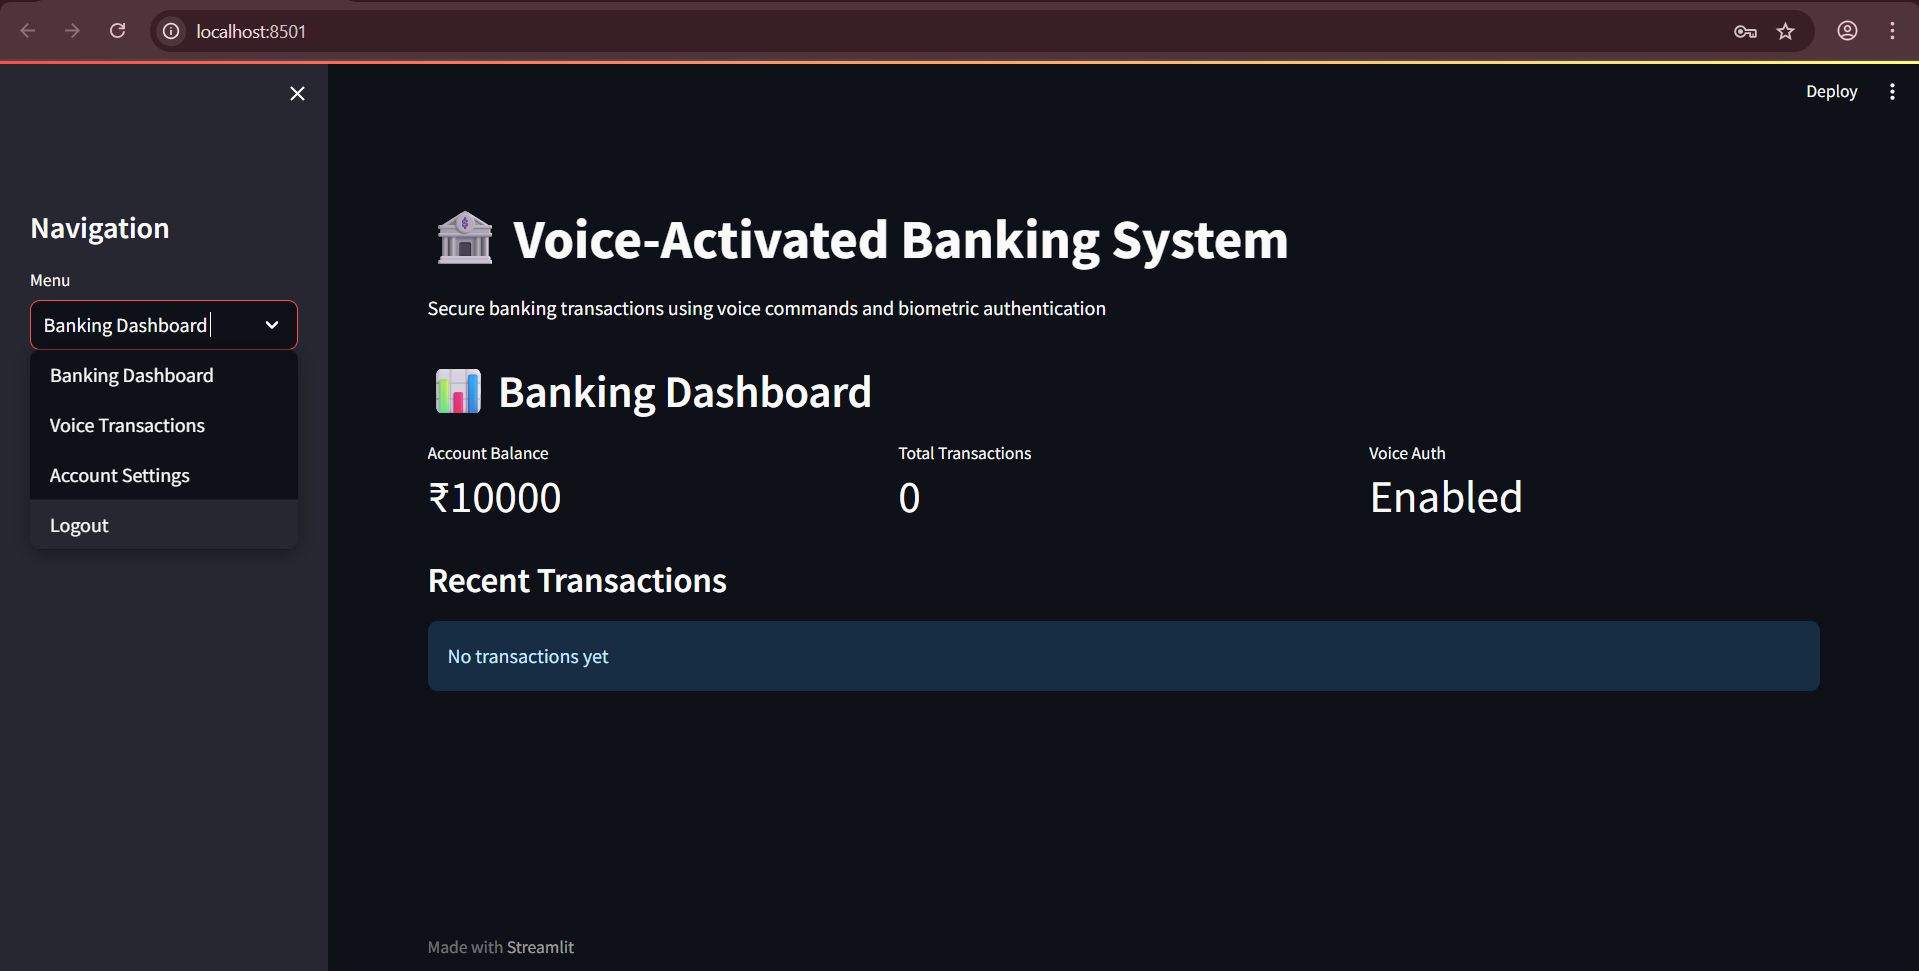 localhost:8501
Deploy
Navigation
Menu
Banking Dashboard
Banking Dashboard
Voice Transactions
Account Settings
Logout
Voice-Activated Banking System
Secure banking transactions using voice commands and biometric authentication
Banking Dashboard
Account Balance
₹10000
Total Transactions
0
Voice Auth
Enabled
Recent Transactions
No transactions yet
Made with Streamlit